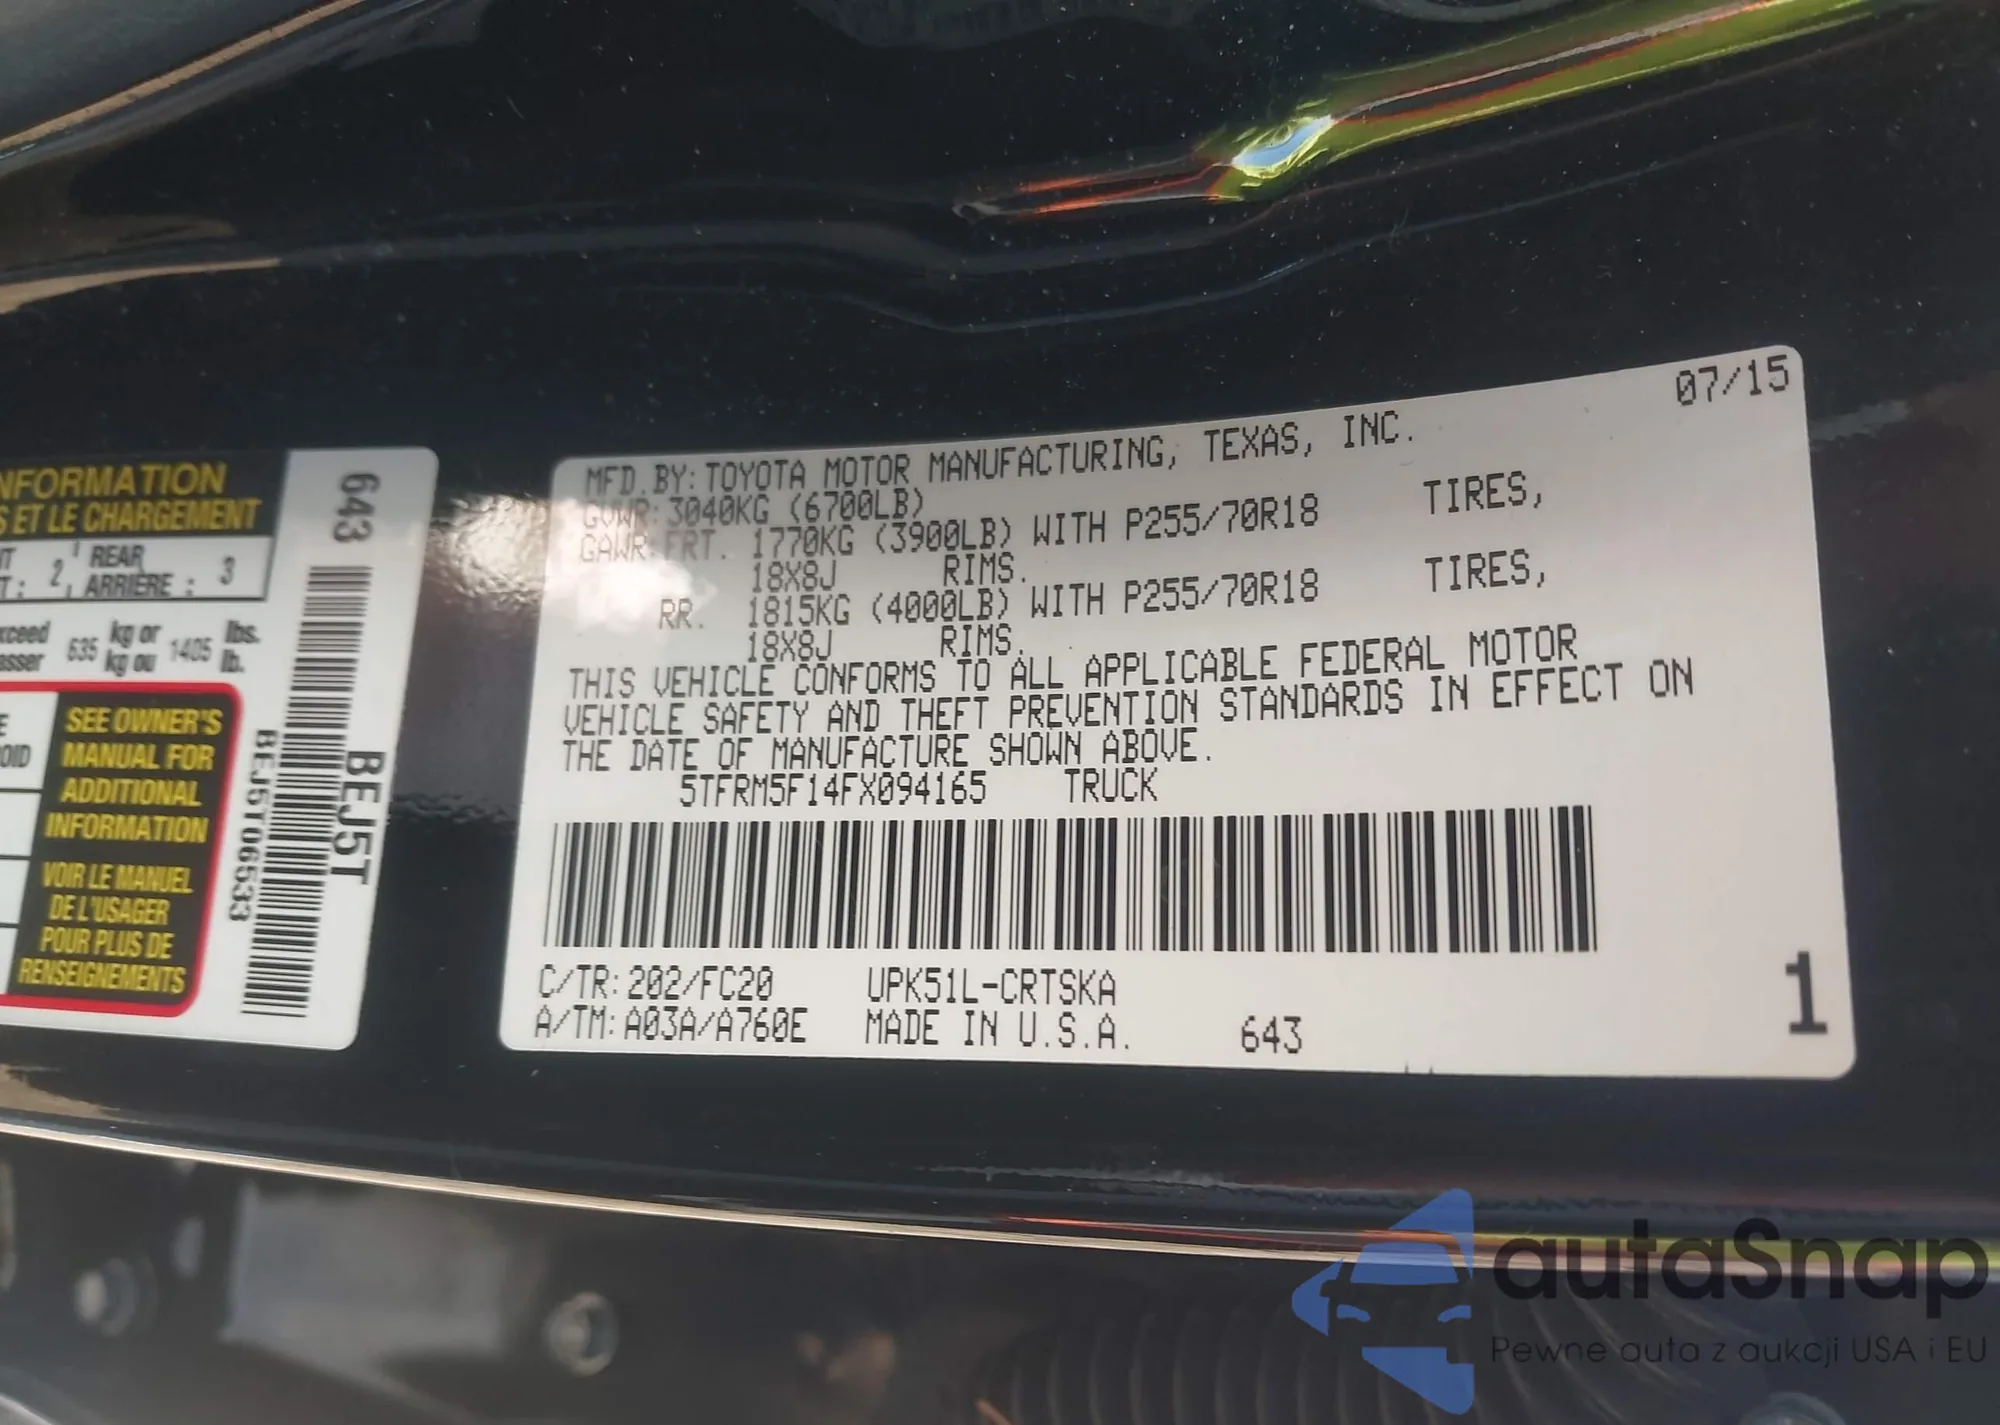 NFORMATION
S ET LE CHARGEMENT
2 REAR
ARRIÈRE : 3
kg or lbs.
635 kg ou 1405 lb.
SEE OWNER'S
MANUAL FOR
ADDITIONAL
INFORMATION
VOIR LE MANUEL
DE L'USAGER
POUR PLUS DE
RENSEIGNEMENTS
643
BEJ5T
BEJ5T06533
07/15
MFD. BY: TOYOTA MOTOR MANUFACTURING, TEXAS, INC.
GVWR: 3040KG (6700LB)
GAWR: FRT. 1770KG (3900LB) WITH P255/70R18 TIRES,
18X8J RIMS.
RR. 1815KG (4000LB) WITH P255/70R18 TIRES,
18X8J RIMS.
THIS VEHICLE CONFORMS TO ALL APPLICABLE FEDERAL MOTOR
VEHICLE SAFETY AND THEFT PREVENTION STANDARDS IN EFFECT ON
THE DATE OF MANUFACTURE SHOWN ABOVE.
5TFRM5F14FX094165 TRUCK
C/TR: 202/FC20 UPK51L-CRTSKA
A/TM: A03A/A760E MADE IN U.S.A. 643
1
autaSnap
Pewne auta z aukcji USA i EU